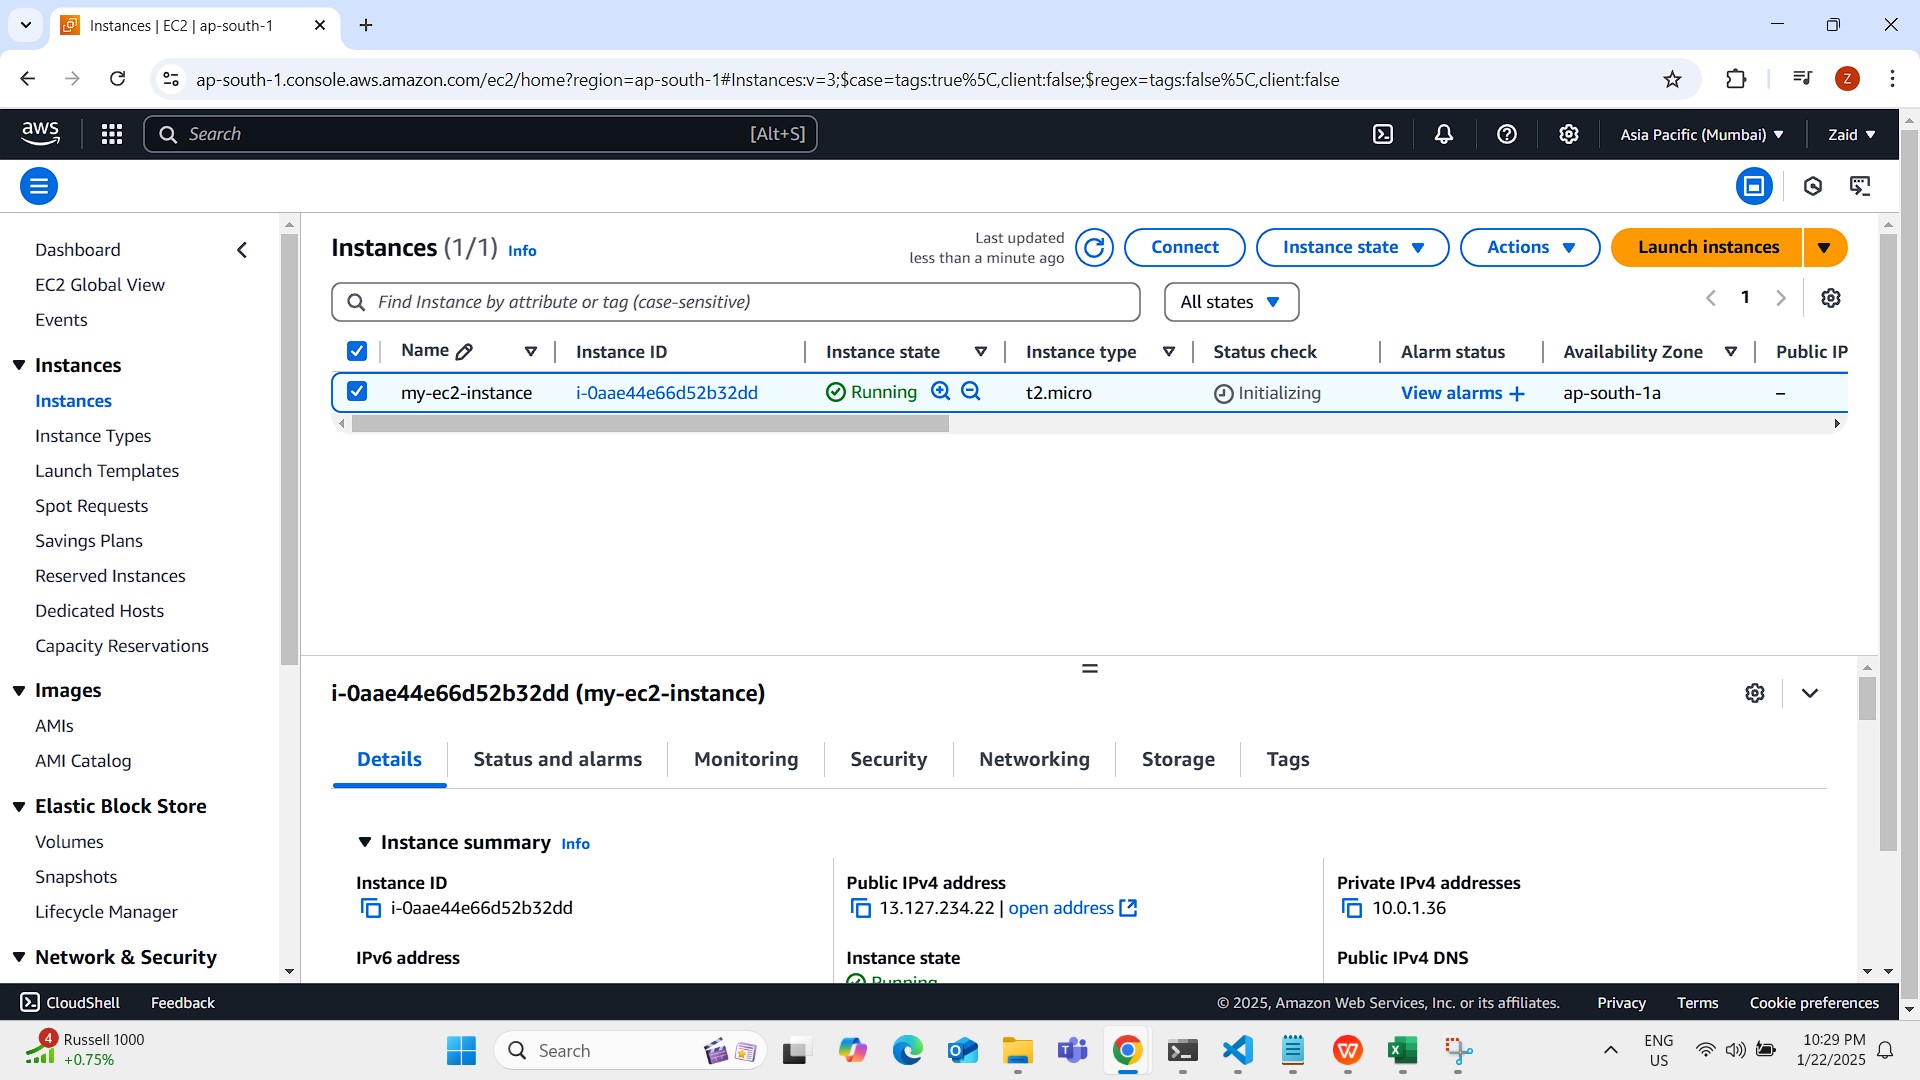 Instances | EC2 | ap-south-1
ap-south-1.console.aws.amazon.com/ec2/home?region=ap-south-1#Instances:v=3;$case=tags:true%5C,client:false;$regex=tags:false%5C,client:false
Z
aws
Search [Alt+S]
Asia Pacific (Mumbai)
Zaid
Dashboard
EC2 Global View
Events
Instances
Instances
Instance Types
Launch Templates
Spot Requests
Savings Plans
Reserved Instances
Dedicated Hosts
Capacity Reservations
Images
AMIs
AMI Catalog
Elastic Block Store
Volumes
Snapshots
Lifecycle Manager
Network & Security
Instances (1/1) Info
Last updated
less than a minute ago
Connect
Instance state
Actions
Launch instances
Find Instance by attribute or tag (case-sensitive)
All states
1
Name Instance ID Instance state Instance type Status check Alarm status Availability Zone Public IP
my-ec2-instance i-0aae44e66d52b32dd Running t2.micro Initializing View alarms + ap-south-1a –
i-0aae44e66d52b32dd (my-ec2-instance)
Details Status and alarms Monitoring Security Networking Storage Tags
Instance summary Info
Instance ID
i-0aae44e66d52b32dd
Public IPv4 address
13.127.234.22 | open address
Private IPv4 addresses
10.0.1.36
IPv6 address
Instance state
Running
Public IPv4 DNS
CloudShell Feedback
© 2025, Amazon Web Services, Inc. or its affiliates. Privacy Terms Cookie preferences
4
Russell 1000
+0.75%
Search
ENG
US
10:29 PM
1/22/2025